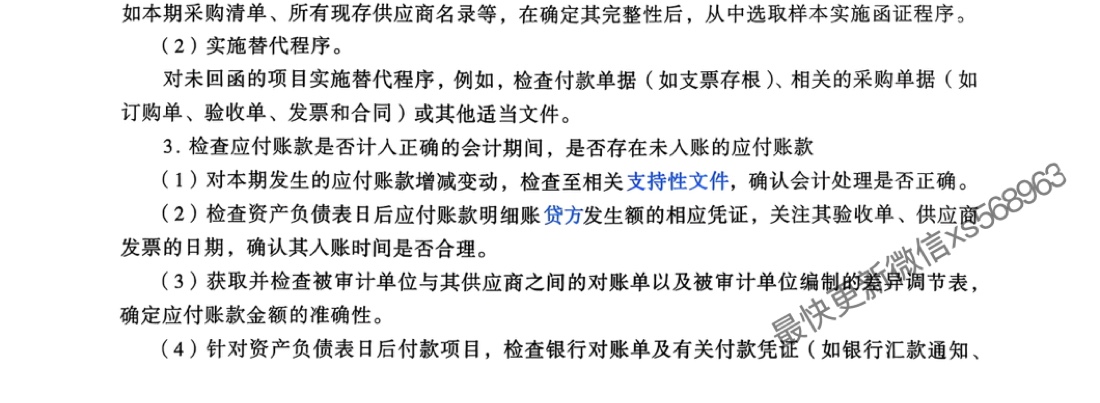 如本期采购清单、所有现存供应商名录等，在确定其完整性后，从中选取样本实施函证程序。
（2）实施替代程序。
对未回函的项目实施替代程序，例如，检查付款单据（如支票存根）、相关的采购单据（如
订购单、验收单、发票和合同）或其他适当文件。
3. 检查应付账款是否计入正确的会计期间，是否存在未入账的应付账款
（1）对本期发生的应付账款增减变动，检查至相关支持性文件，确认会计处理是否正确。
（2）检查资产负债表日后应付账款明细账贷方发生额的相应凭证，关注其验收单、供应商
发票的日期，确认其入账时间是否合理。
（3）获取并检查被审计单位与其供应商之间的对账单以及被审计单位编制的差异调节表，
确定应付账款金额的准确性。
（4）针对资产负债表日后付款项目，检查银行对账单及有关付款凭证（如银行汇款通知、
最快更新微信xs568963